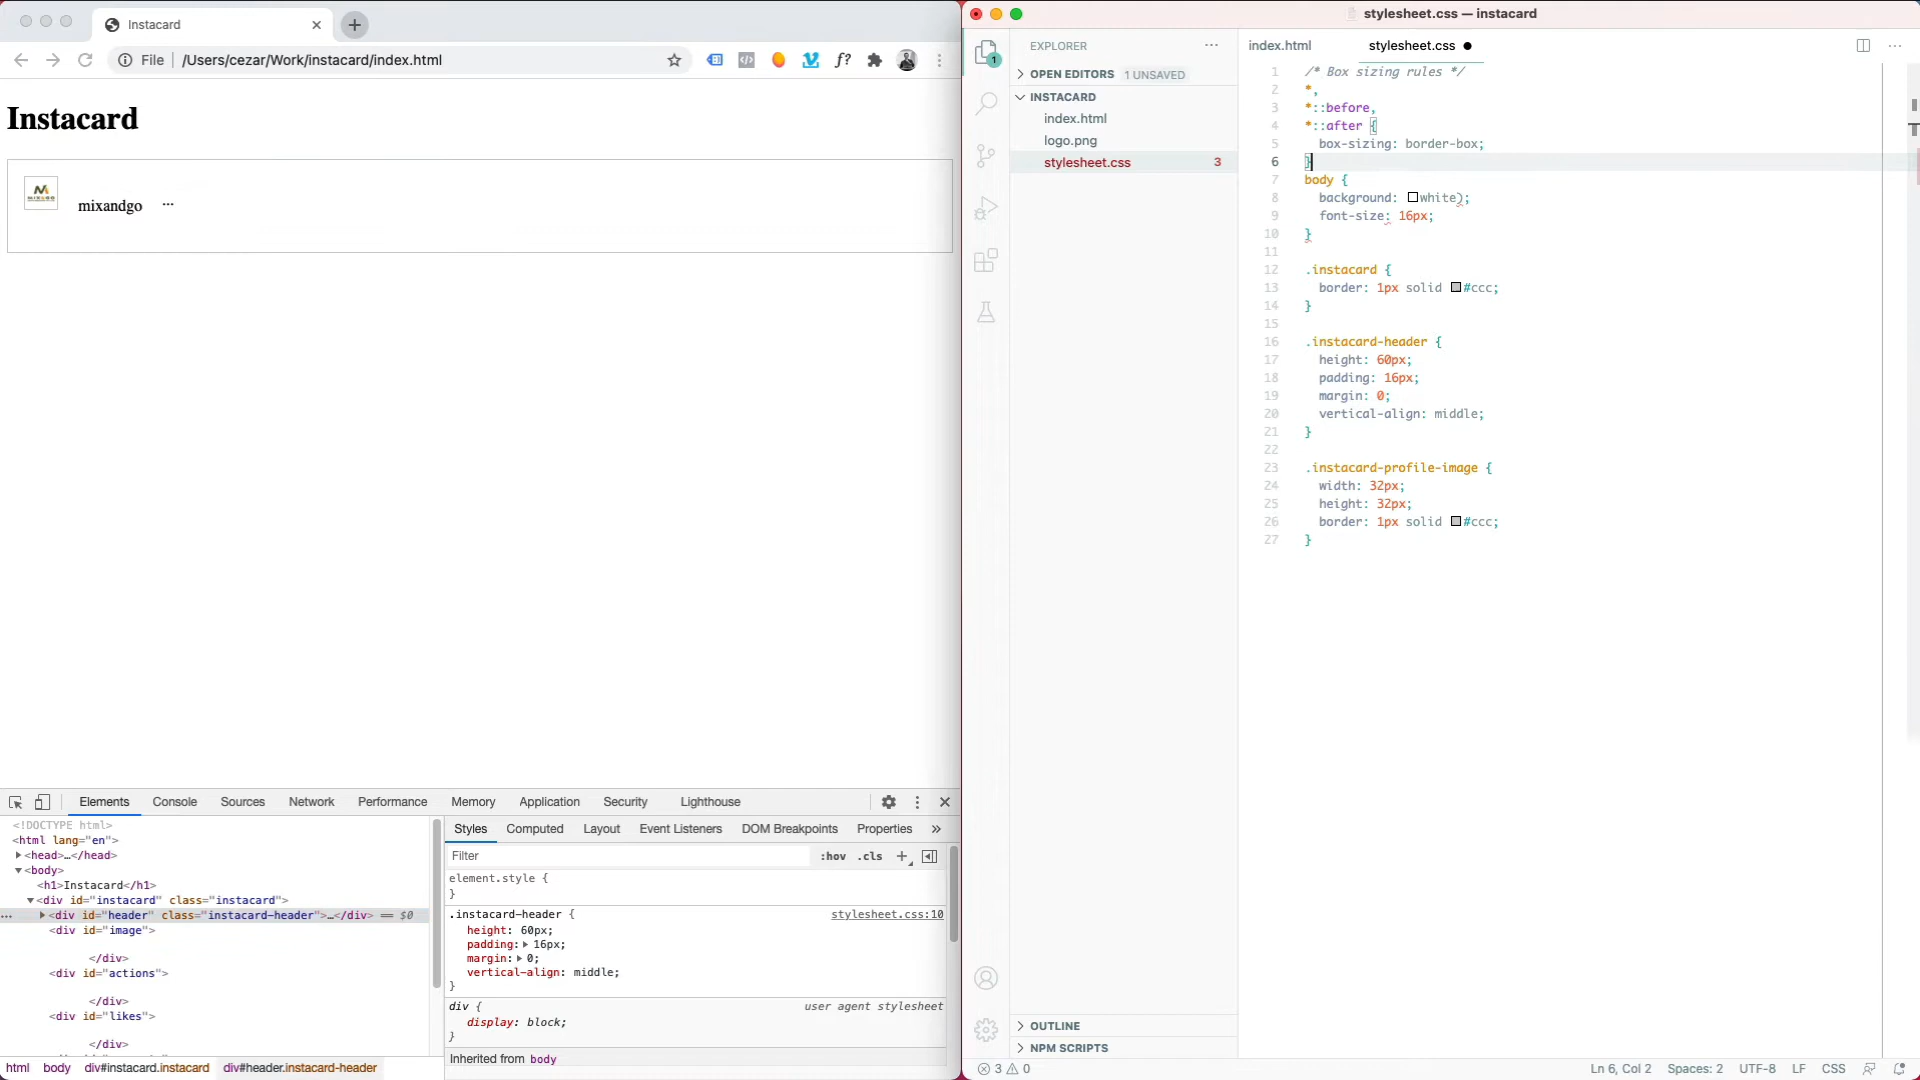 Instacard
File /Users/cezar/Work/instacard/index.html
f?
Instacard
MIXANDGO
mixandgo ...
Elements Console Sources Network Performance Memory Application Security Lighthouse
<!DOCTYPE html>
<html lang="en">
<head>…</head>
<body>
<h1>Instacard</h1>
<div id="instacard" class="instacard">
<div id="header" class="instacard-header">…</div> == $0
<div id="image">
</div>
<div id="actions">
</div>
<div id="likes">
</div>
html body div#instacard.instacard div#header.instacard-header
Styles Computed Layout Event Listeners DOM Breakpoints Properties »
Filter :hov .cls +
element.style {
}
.instacard-header { stylesheet.css:10
height: 60px;
padding: 16px;
margin: 0;
vertical-align: middle;
}
div { user agent stylesheet
display: block;
}
Inherited from body
stylesheet.css — instacard
1
EXPLORER ...
OPEN EDITORS 1 UNSAVED
INSTACARD
index.html
logo.png
stylesheet.css 3
OUTLINE
NPM SCRIPTS
index.html stylesheet.css ●
1 /* Box sizing rules */
2 *,
3 *::before,
4 *::after {
5 box-sizing: border-box;
6 }
7 body {
8 background: white);
9 font-size: 16px;
10 }
11
12 .instacard {
13 border: 1px solid #ccc;
14 }
15
16 .instacard-header {
17 height: 60px;
18 padding: 16px;
19 margin: 0;
20 vertical-align: middle;
21 }
22
23 .instacard-profile-image {
24 width: 32px;
25 height: 32px;
26 border: 1px solid #ccc;
27 }
3 0 Ln 6, Col 2 Spaces: 2 UTF-8 LF CSS